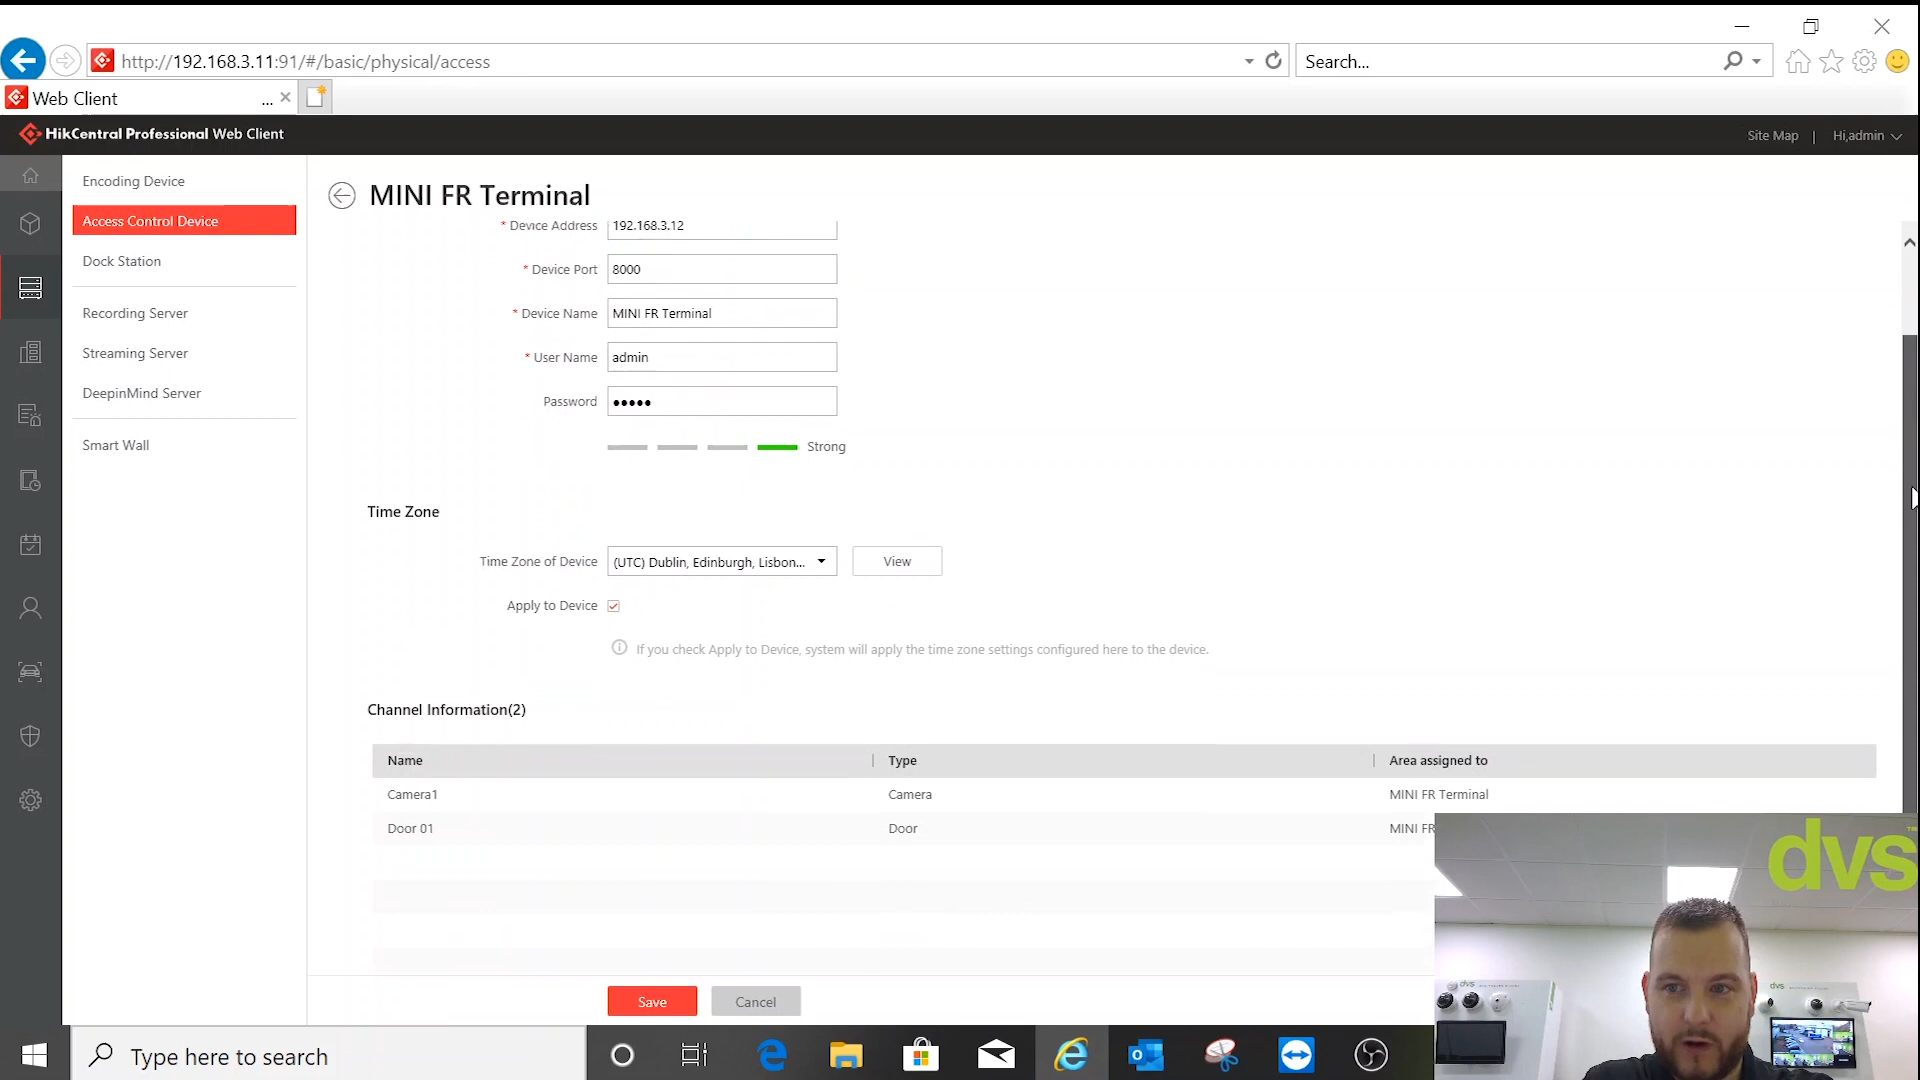 http://192.168.3.11:91/#/basic/physical/access
Search...
Web Client
...
HikCentral Professional Web Client
Site Map | Hi,admin
Encoding Device
Access Control Device
Dock Station
Recording Server
Streaming Server
DeepinMind Server
Smart Wall
MINI FR Terminal
* Device Address 192.168.3.12
* Device Port 8000
* Device Name MINI FR Terminal
* User Name admin
Password •••••
Strong
Time Zone
Time Zone of Device (UTC) Dublin, Edinburgh, Lisbon... View
Apply to Device
If you check Apply to Device, system will apply the time zone settings configured here to the device.
Channel Information(2)
Name Type Area assigned to
Camera1 Camera MINI FR Terminal
Door 01 Door MINI FR
Save Cancel
dvs™
dvs
dvs
Type here to search